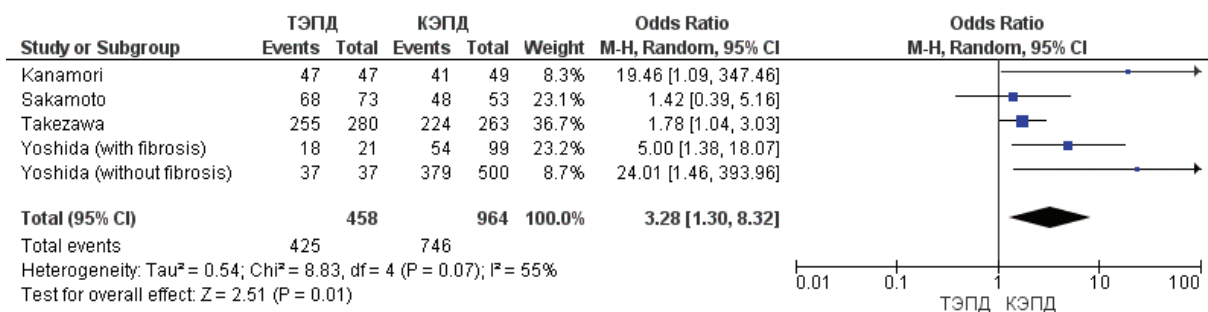 ТЭПД КЭПД Odds Ratio Odds Ratio
Study or Subgroup Events Total Events Total Weight M-H, Random, 95% CI M-H, Random, 95% CI
Kanamori 47 47 41 49 8.3% 19.46 [1.09, 347.46]
Sakamoto 68 73 48 53 23.1% 1.42 [0.39, 5.16]
Takezawa 255 280 224 263 36.7% 1.78 [1.04, 3.03]
Yoshida (with fibrosis) 18 21 54 99 23.2% 5.00 [1.38, 18.07]
Yoshida (without fibrosis) 37 37 379 500 8.7% 24.01 [1.46, 393.96]
Total (95% CI) 458 964 100.0% 3.28 [1.30, 8.32]
Total events 425 746
Heterogeneity: Tau² = 0.54; Chi² = 8.83, df = 4 (P = 0.07); I² = 55%
Test for overall effect: Z = 2.51 (P = 0.01)
0.01 0.1 1 10 100
ТЭПД КЭПД